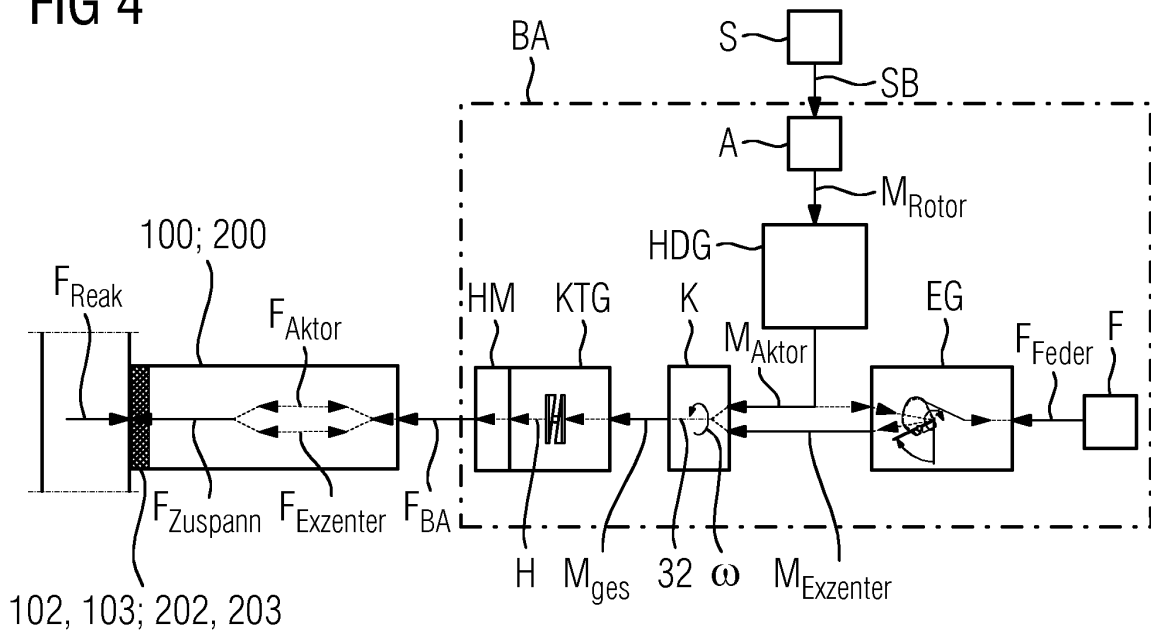 FIG 4
S
BA
SB
A
M_Rotor
100; 200
HDG
F_Reak
F_Aktor
HM
KTG
K
M_Aktor
EG
F_Feder
F
F_Zuspann
F_Exzenter
F_BA
H
M_ges
32
ω
M_Exzenter
102, 103; 202, 203